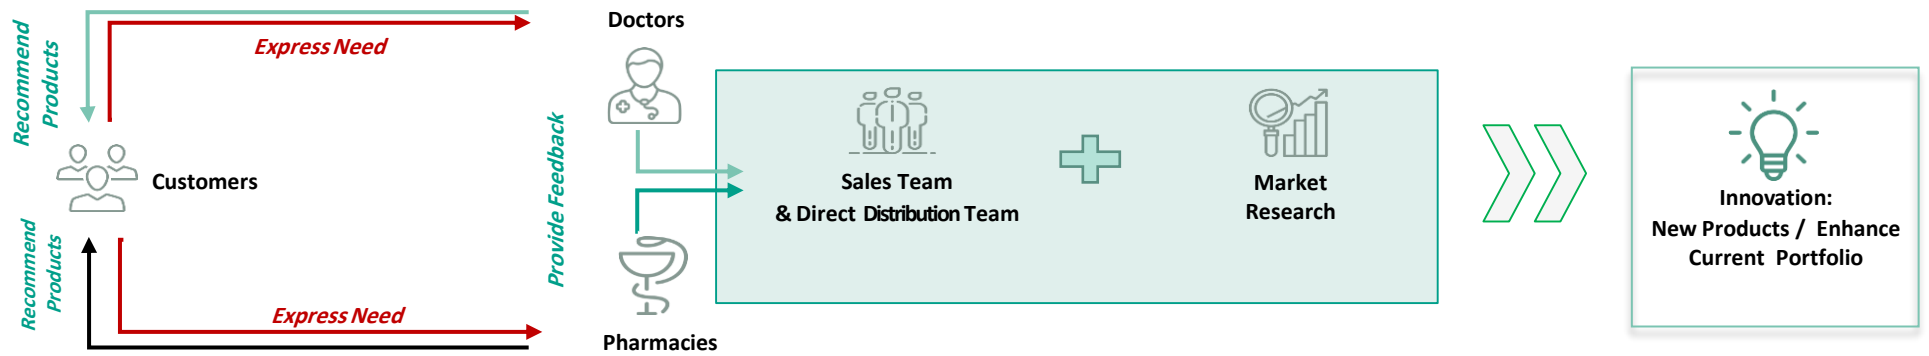 Recommend
Products
Express Need
Customers
Recommend
Products
Express Need
Provide Feedback
Doctors
Pharmacies
Sales Team
& Direct Distribution Team
Market
Research
Innovation:
New Products / Enhance
Current Portfolio